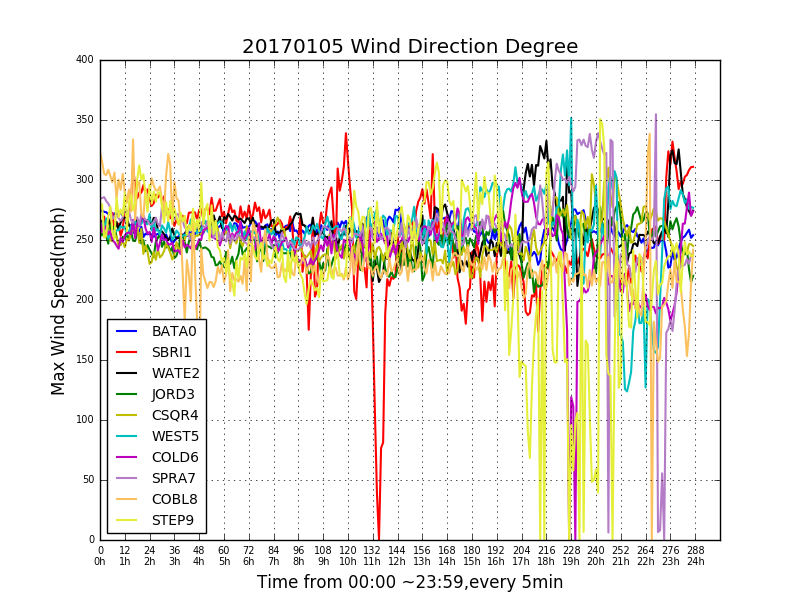 20170105 Wind Direction Degree
400
350
300
250
200
150
100
50
0
Max Wind Speed(mph)
BATA0
SBRI1
WATE2
JORD3
CSQR4
WEST5
COLD6
SPRA7
COBL8
STEP9
0 12 24 36 48 60 72 84 96 108 120 132 144 156 168 180 192 204 216 228 240 252 264 276 288
0h 1h 2h 3h 4h 5h 6h 7h 8h 9h 10h 11h 12h 13h 14h 15h 16h 17h 18h 19h 20h 21h 22h 23h 24h
Time from 00:00 ~23:59,every 5min